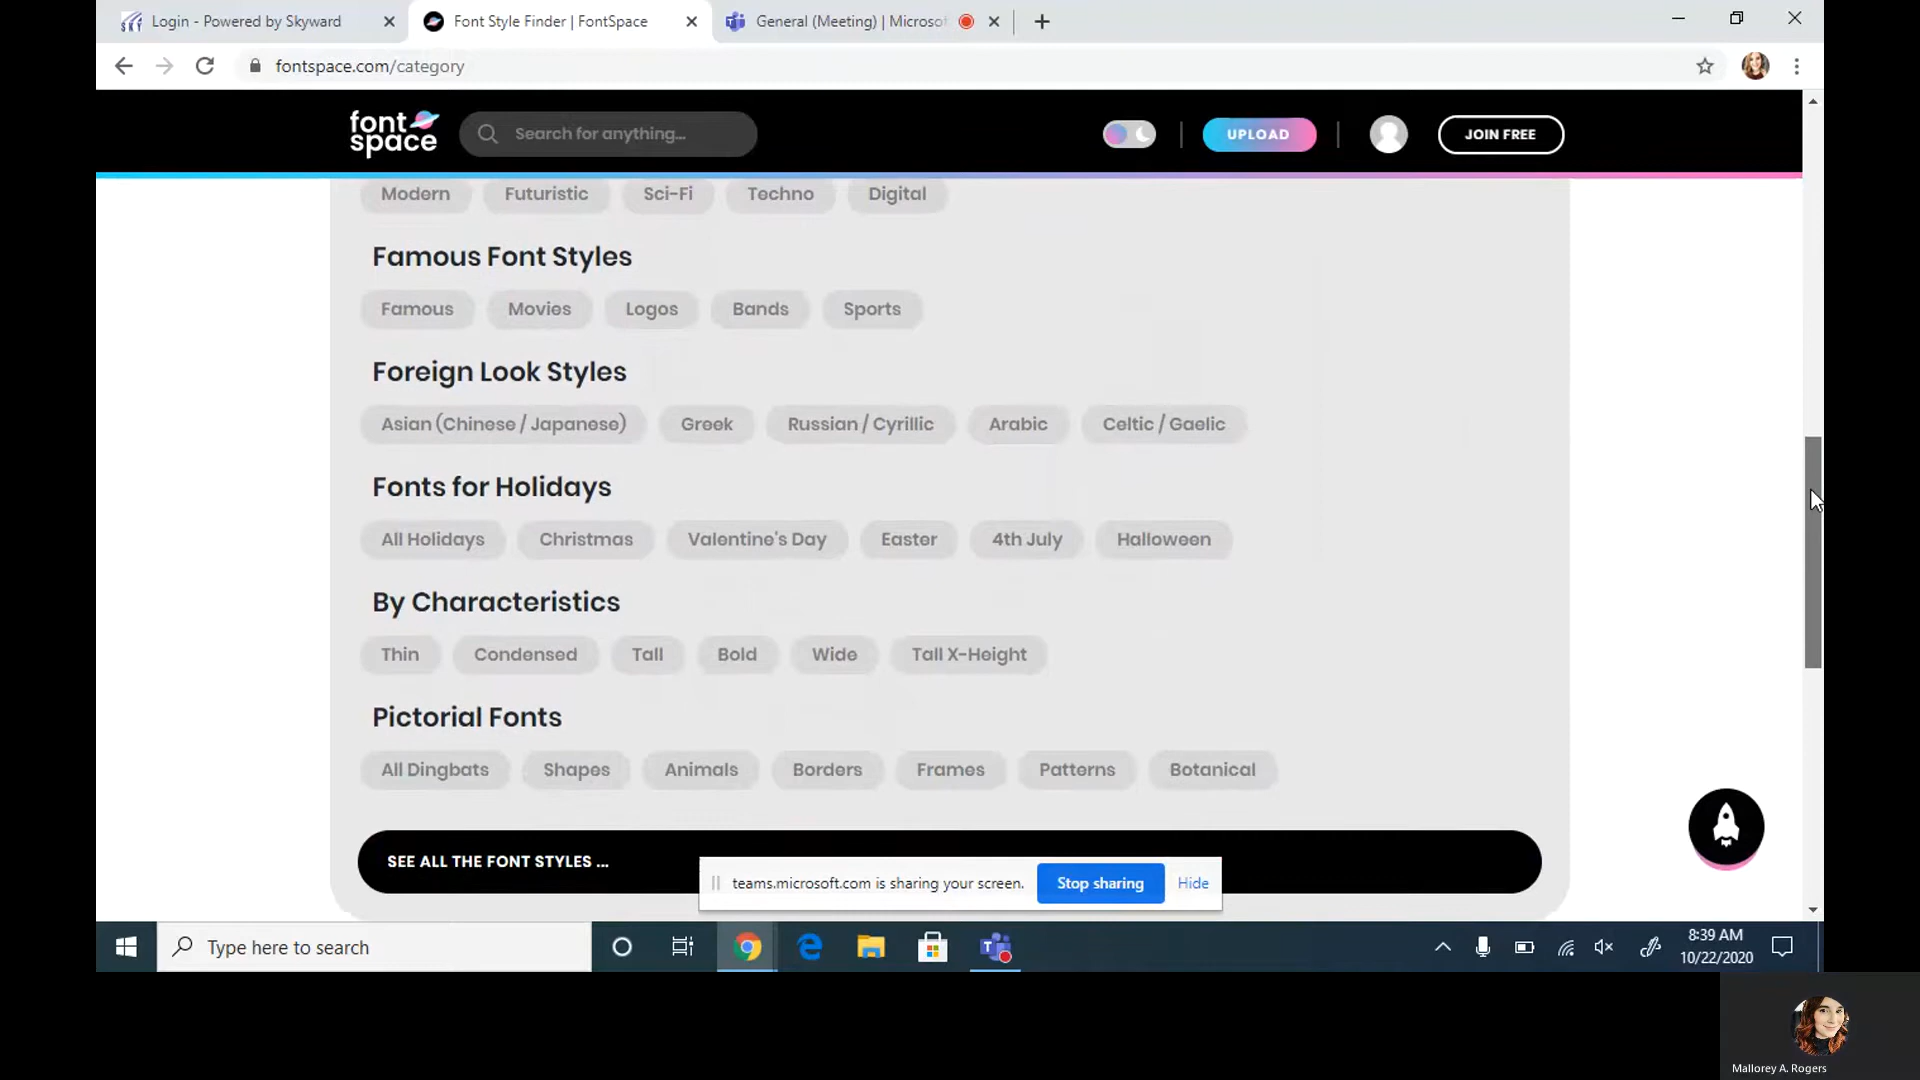 Login - Powered by Skyward
Font Style Finder | FontSpace
General (Meeting) | Microsof
fontspace.com/category
font space
Search for anything...
UPLOAD
JOIN FREE
Modern Futuristic Sci-Fi Techno Digital
Famous Font Styles
Famous Movies Logos Bands Sports
Foreign Look Styles
Asian (Chinese / Japanese) Greek Russian / Cyrillic Arabic Celtic / Gaelic
Fonts for Holidays
All Holidays Christmas Valentine's Day Easter 4th July Halloween
By Characteristics
Thin Condensed Tall Bold Wide Tall X-Height
Pictorial Fonts
All Dingbats Shapes Animals Borders Frames Patterns Botanical
SEE ALL THE FONT STYLES ...
teams.microsoft.com is sharing your screen. Stop sharing Hide
Type here to search
8:39 AM
10/22/2020
Mallorey A. Rogers